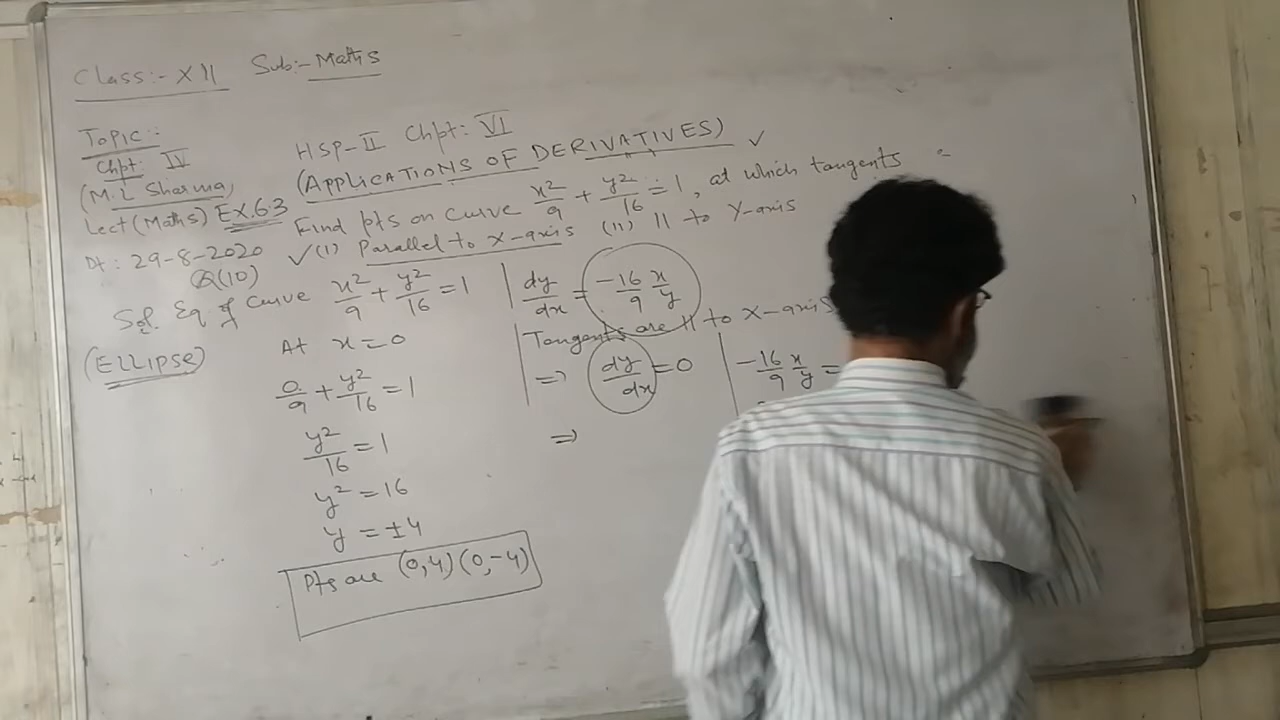 Class:- XII Sub:- Maths
Topic:-
Chpt: IV
(M.L Sharma,
Lect (Maths)
Dt: 29-8-2020
HSP-II Chpt: VI
(APPLICATIONS OF DERIVATIVES) ✓
EX.6.3 Find pts on curve x²/9 + y²/16 = 1, at which tangents
✓ (i) Parallel to X-axis (ii) || to Y-axis
Q(10)
Sol. Eq. of Curve x²/9 + y²/16 = 1
(ELLIPSE)
At x = 0
0/9 + y²/16 = 1
y²/16 = 1
y² = 16
y = ±4
Pts are (0,4) (0,-4)
dy/dx = -16/9 x/y
Tangents are || to X-axis
=> dy/dx = 0
=>
-16/9 x/y =